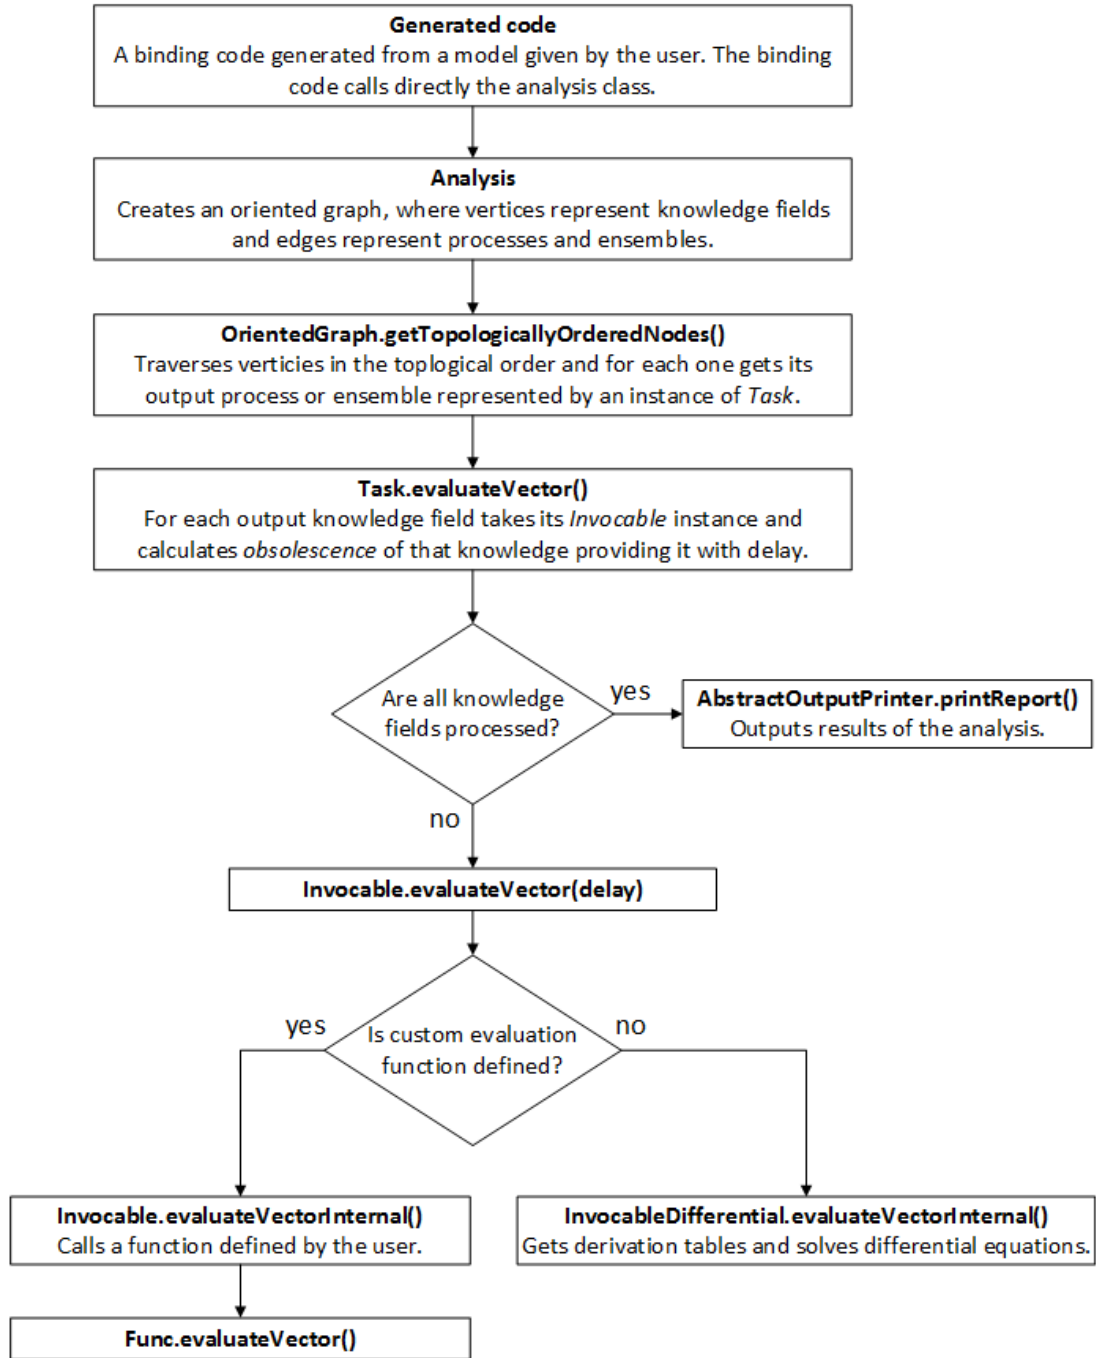 Generated code
A binding code generated from a model given by the user. The binding
code calls directly the analysis class.
Analysis
Creates an oriented graph, where vertices represent knowledge fields
and edges represent processes and ensembles.
OrientedGraph.getTopologicallyOrderedNodes()
Traverses verticies in the toplogical order and for each one gets its
output process or ensemble represented by an instance of Task.
Task.evaluateVector()
For each output knowledge field takes its Invocable instance and
calculates obsolescence of that knowledge providing it with delay.
Are all knowledge
fields processed?
yes
AbstractOutputPrinter.printReport()
Outputs results of the analysis.
no
Invocable.evaluateVector(delay)
yes
Is custom evaluation
function defined?
no
Invocable.evaluateVectorInternal()
Calls a function defined by the user.
InvocableDifferential.evaluateVectorInternal()
Gets derivation tables and solves differential equations.
Func.evaluateVector()